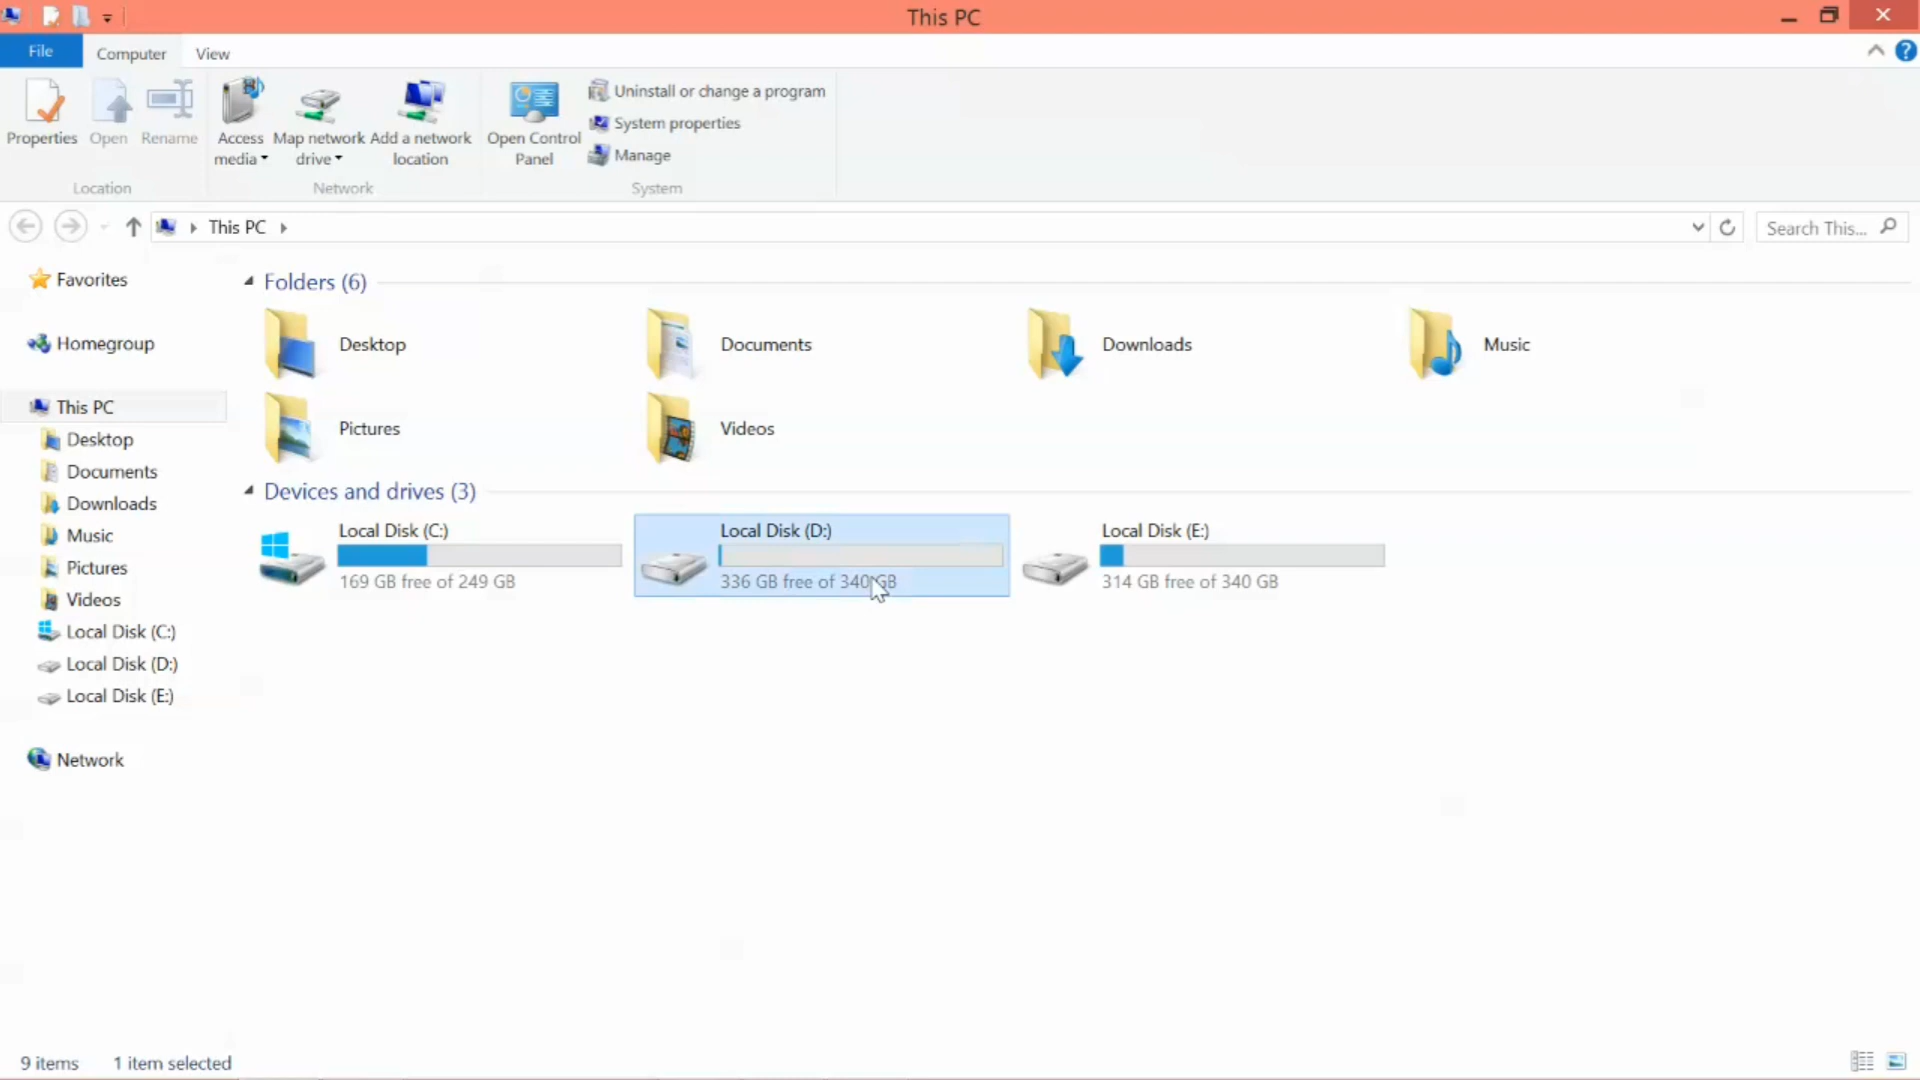 This PC
File
Computer
View
Properties
Open
Rename
Access media
Map network drive
Add a network location
Open Control Panel
Uninstall or change a program
System properties
Manage
Location
Network
System
This PC
Search This...
Favorites
Homegroup
This PC
Desktop
Documents
Downloads
Music
Pictures
Videos
Local Disk (C:)
Local Disk (D:)
Local Disk (E:)
Network
Folders (6)
Desktop
Documents
Downloads
Music
Pictures
Videos
Devices and drives (3)
Local Disk (C:)
169 GB free of 249 GB
Local Disk (D:)
336 GB free of 340 GB
Local Disk (E:)
314 GB free of 340 GB
9 items
1 item selected